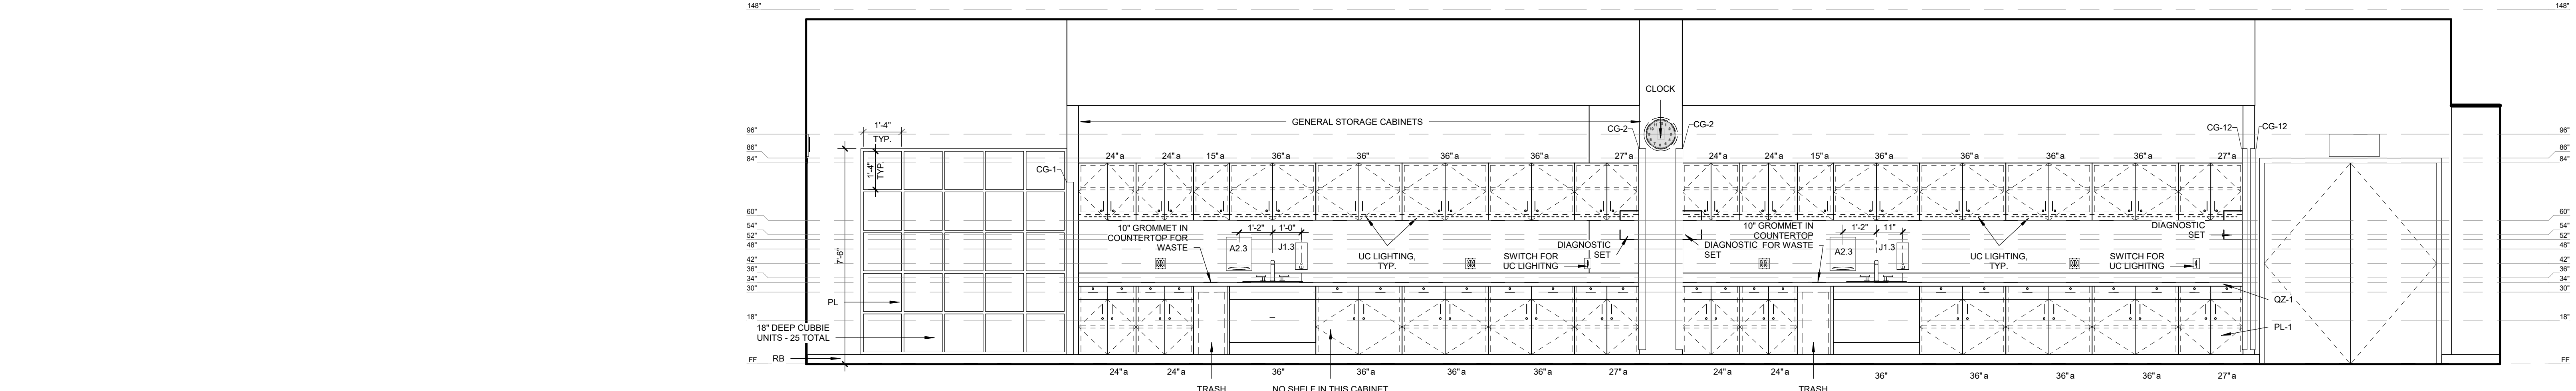 148"
148"
CLOCK
1'-4"
TYP.
1'-4"
TYP.
GENERAL STORAGE CABINETS
CG-2
CG-2
CG-12
CG-12
96"
86"
84"
96"
86"
84"
CG-1
24"a
24"a
15"a
36"a
36"
36"a
36"a
27"a
24"a
24"a
15"a
36"a
36"a
36"a
36"a
27"a
60"
54"
52"
48"
42"
36"
34"
30"
18"
FF
60"
54"
52"
48"
42"
36"
34"
30"
18"
FF
7'-6"
10" GROMMET IN
COUNTERTOP FOR
WASTE
1'-2"
1'-0"
A2.3
J1.3
UC LIGHTING,
TYP.
SWITCH FOR
UC LIGHITNG
DIAGNOSTIC
SET
DIAGNOSTIC
SET
10" GROMMET IN
COUNTERTOP
FOR WASTE
1'-2"
11"
A2.3
J1.3
UC LIGHTING,
TYP.
SWITCH FOR
UC LIGHITNG
DIAGNOSTIC
SET
PL
18" DEEP CUBBIE
UNITS - 25 TOTAL
RB
QZ-1
PL-1
24"a
24"a
36"
36"a
36"a
36"a
27"a
24"a
24"a
36"
36"a
36"a
36"a
27"a
TRASH
NO SHELF IN THIS CABINET
TRASH